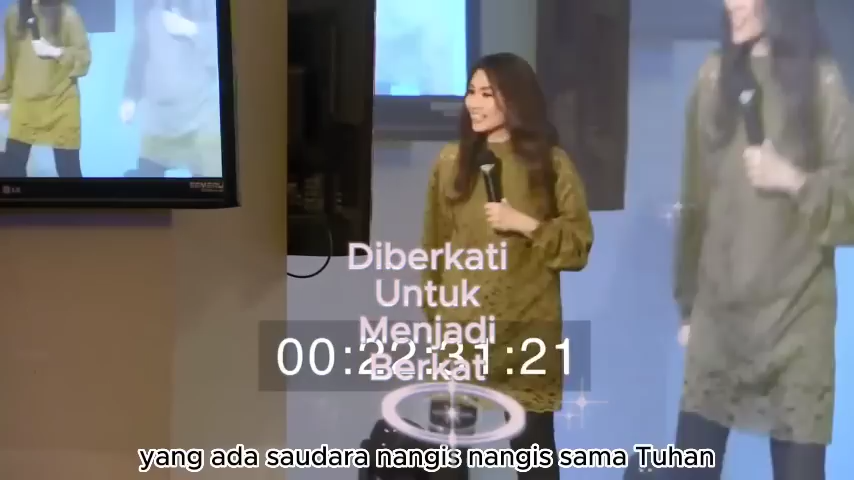 Diberkati
Untuk
Menjadi
Berkat
00:22:31:21
yang ada saudara nangis nangis sama Tuhan